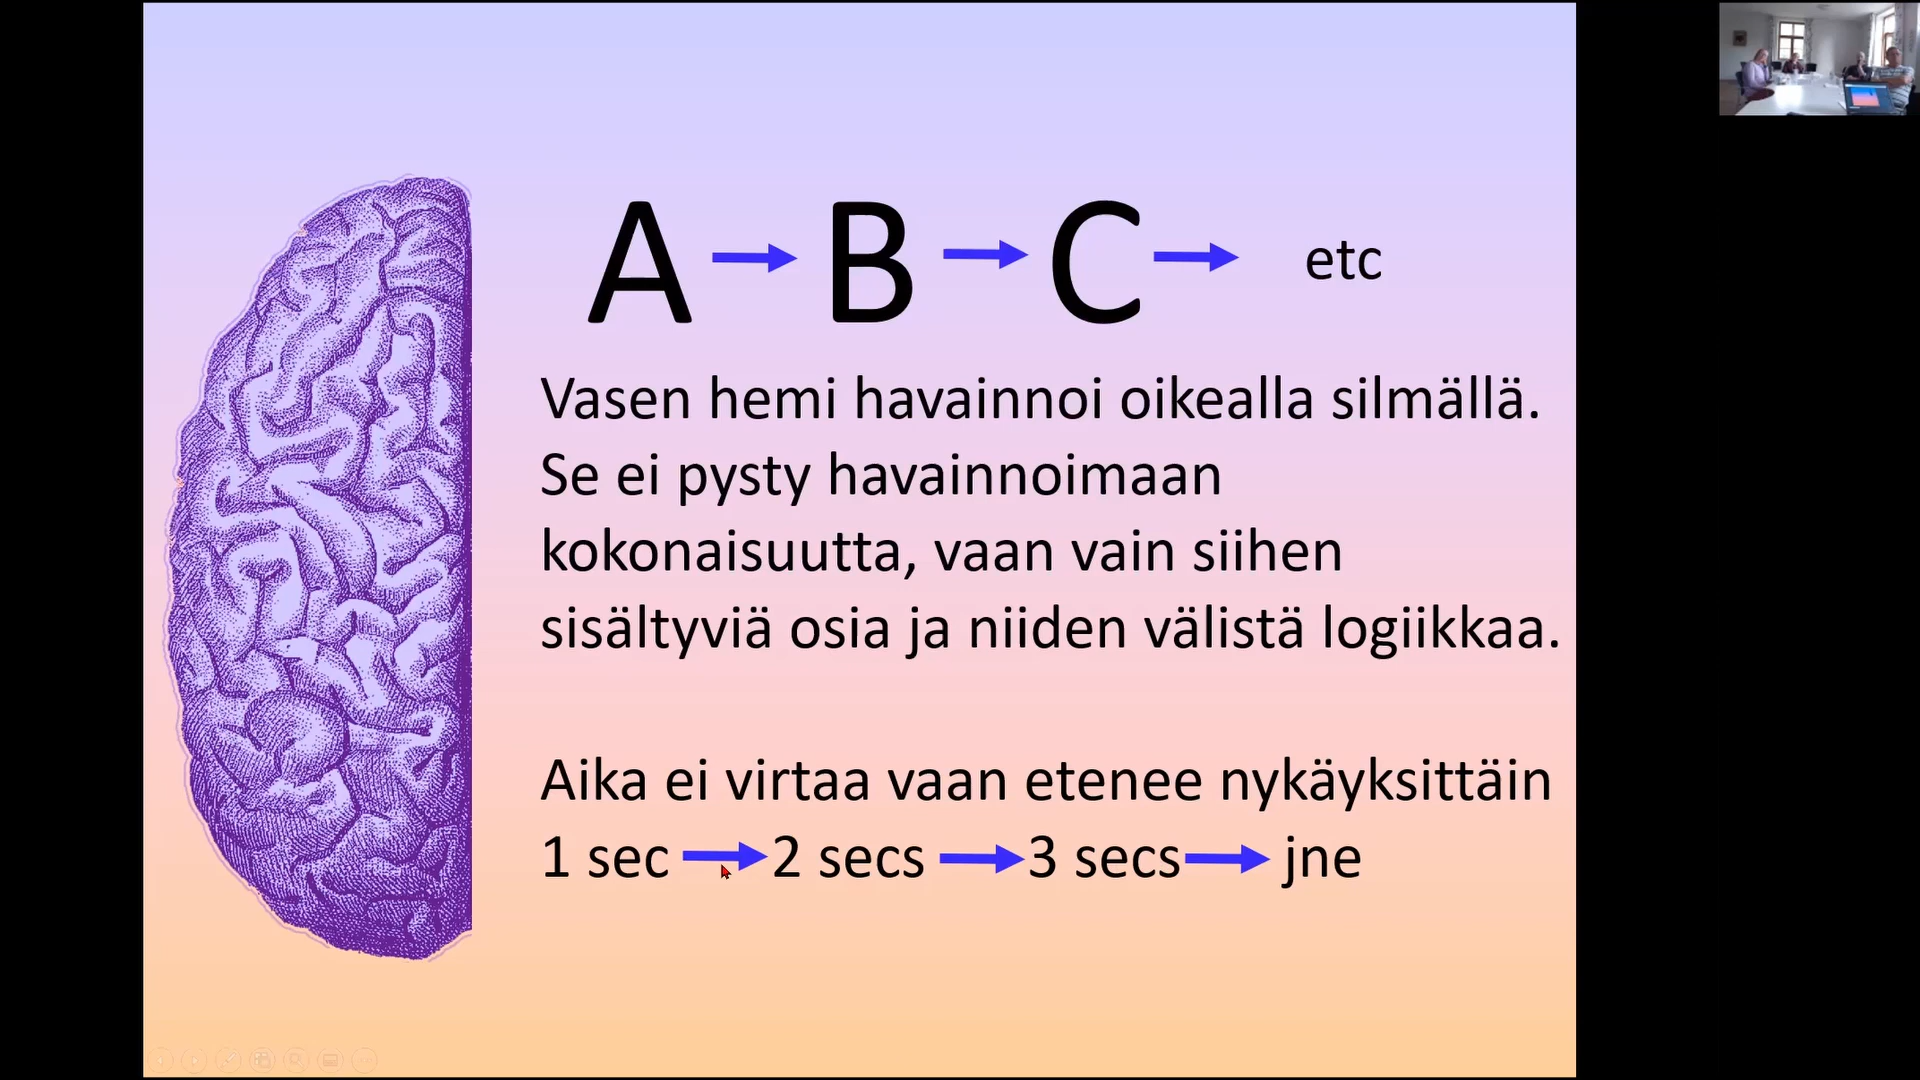 A → B → C → etc
Vasen hemi havainnoi oikealla silmällä.
Se ei pysty havainnoimaan
kokonaisuutta, vaan vain siihen
sisältyviä osia ja niiden välistä logiikkaa.
Aika ei virtaa vaan etenee nykäyksittäin
1 sec → 2 secs → 3 secs → jne